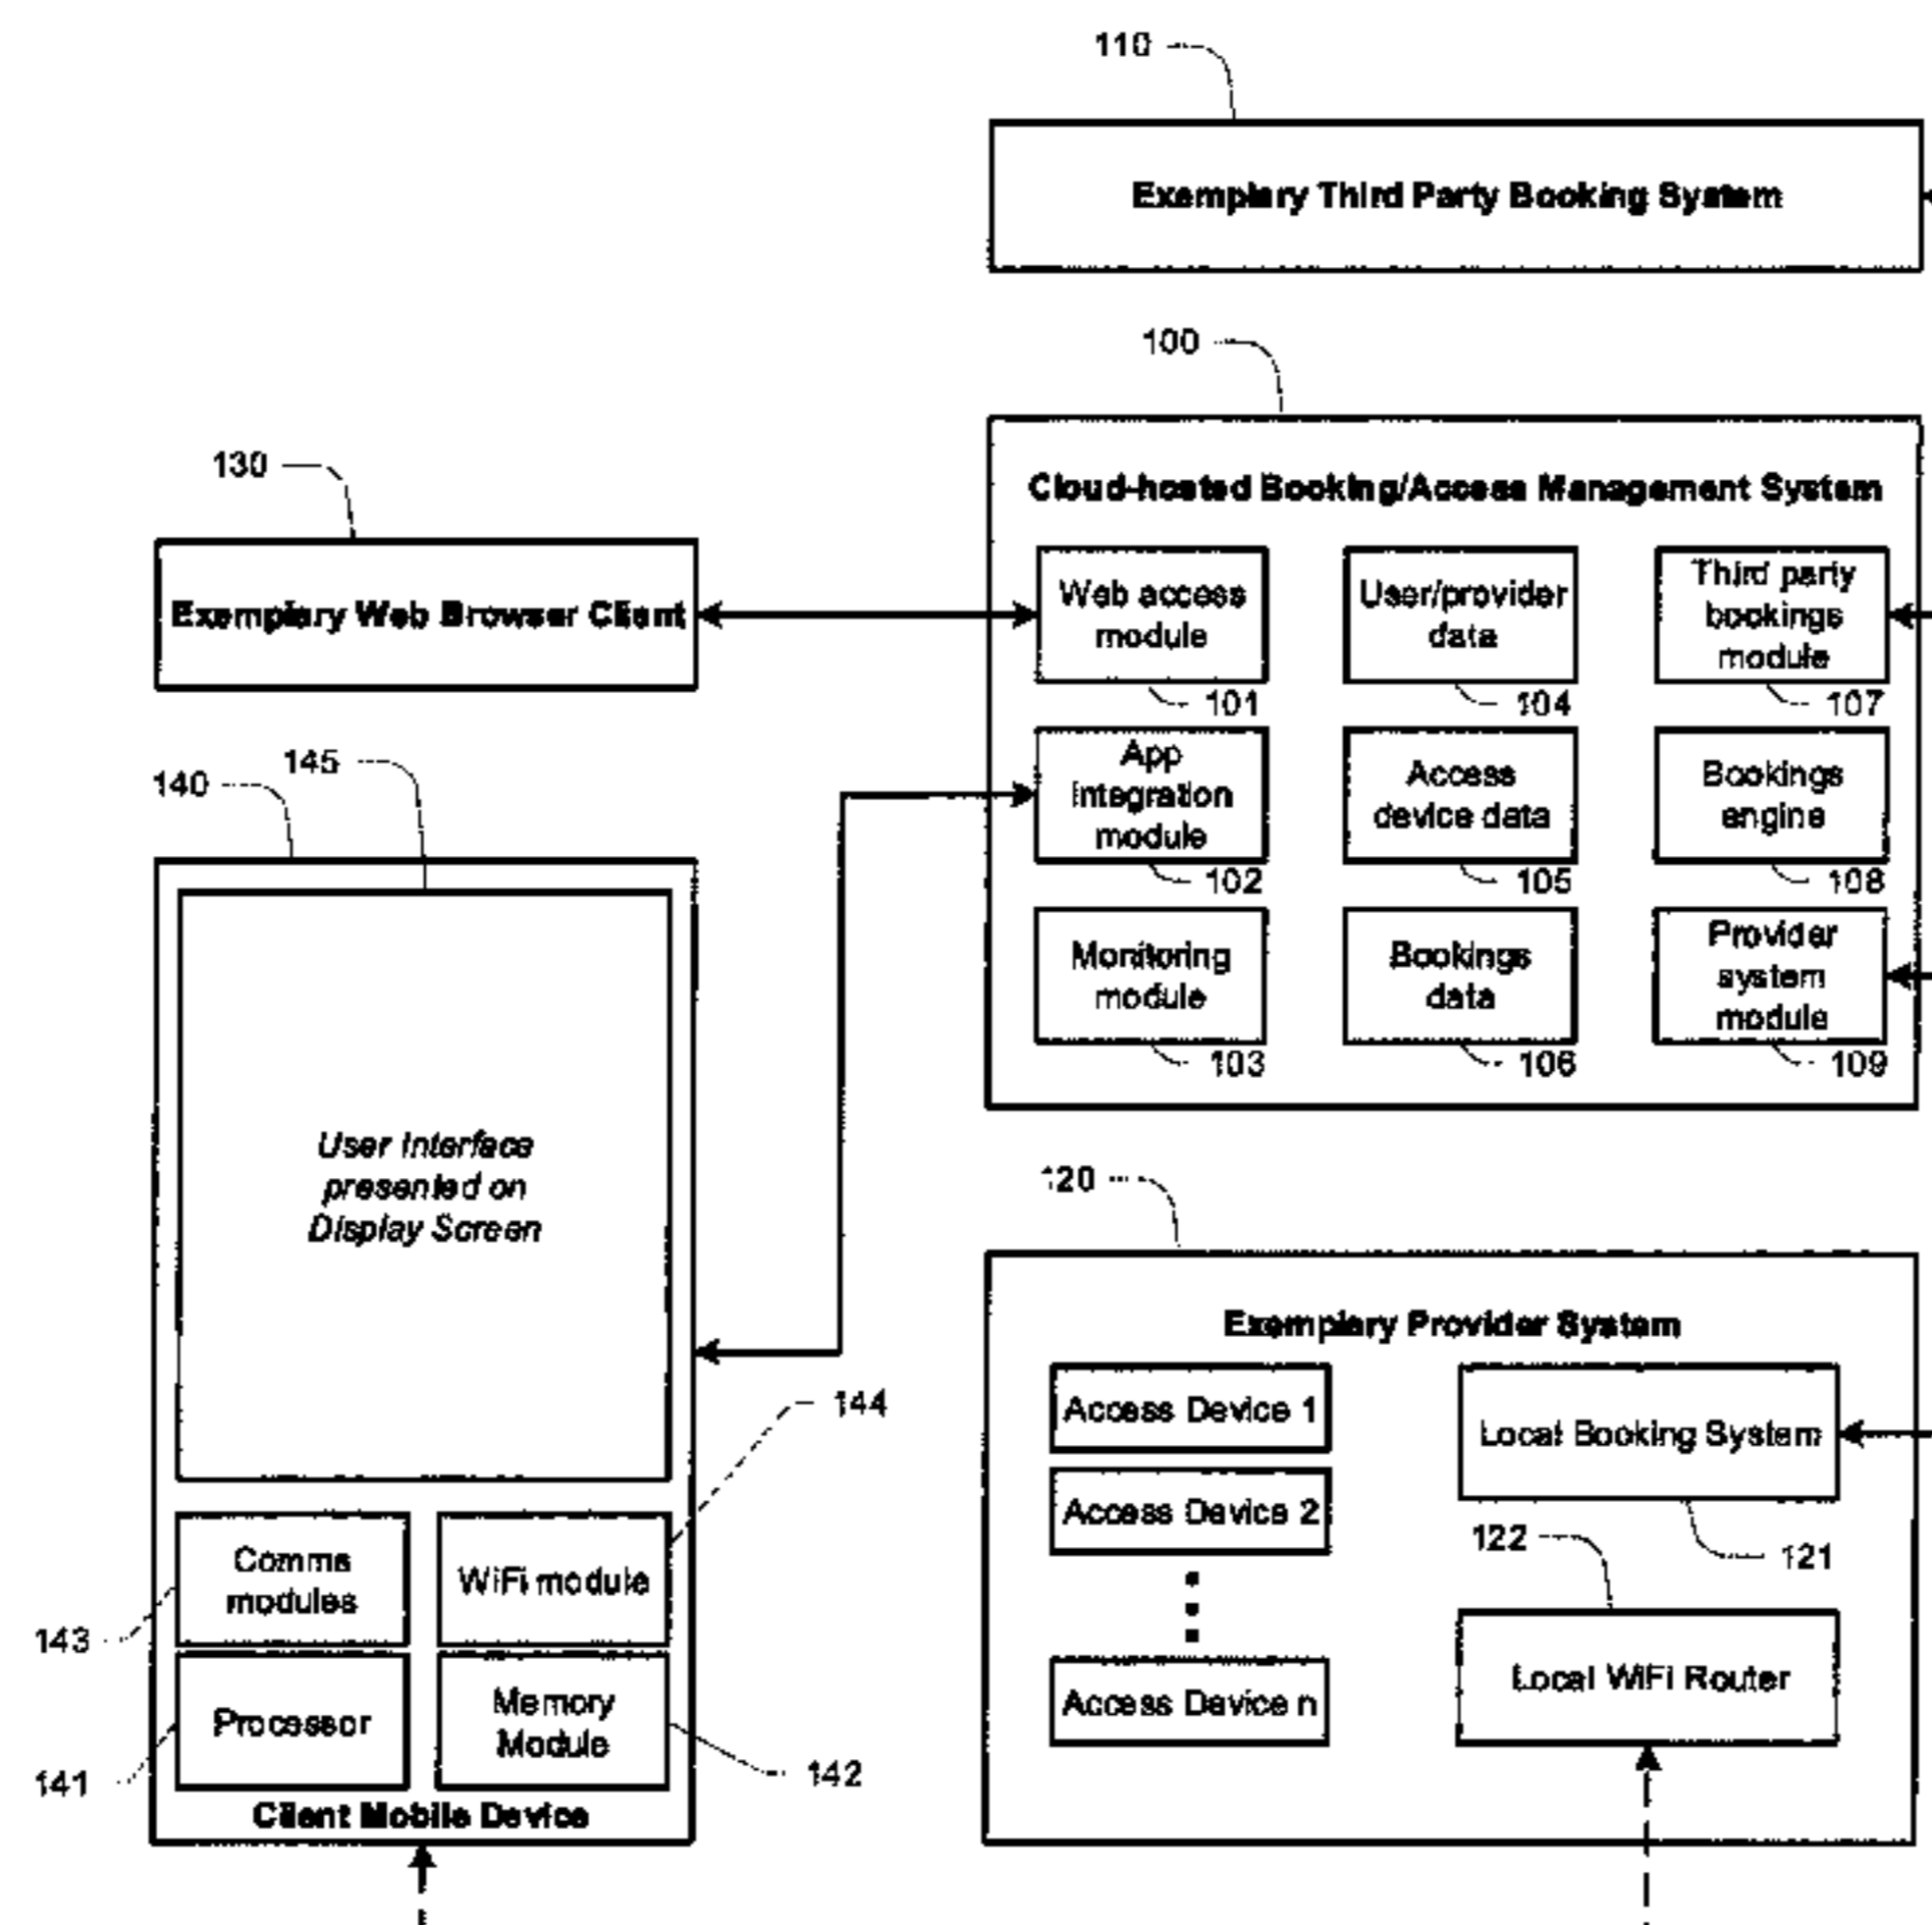 110
Exemplary Third Party Booking System
100
Cloud-hosted Booking/Access Management System
130
Exemplary Web Browser Client
Web access
module
101
User/provider
data
104
Third party
bookings
module
107
App
integration
module
102
Access
device data
105
Bookings
engine
108
Monitoring
module
103
Bookings
data
106
Provider
system
module
109
140
145
User Interface
presented on
Display Screen
144
Comms
modules
WiFi module
143
Processor
Memory
Module
141
142
Client Mobile Device
120
Exemplary Provider System
Access Device 1
Access Device 2
Access Device n
Local Booking System
121
122
Local WiFi Router